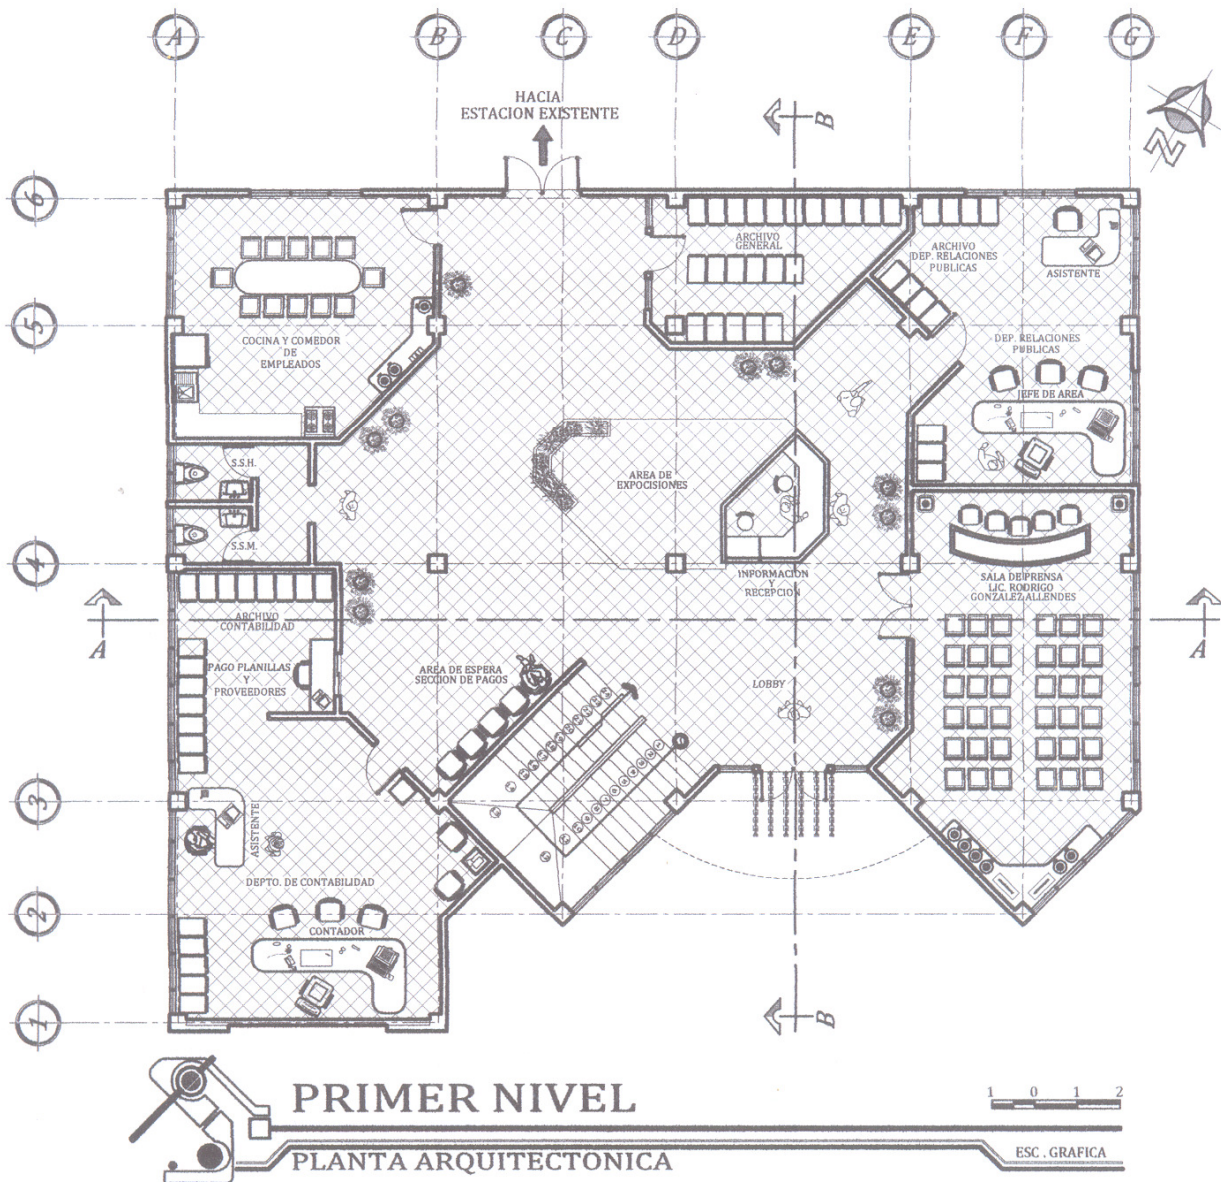 A B C D E F G
HACIA
ESTACION EXISTENTE
B
N
6
ARCHIVO
GENERAL
ARCHIVO
DEP. RELACIONES
PUBLICAS
ASISTENTE
5
COCINA Y COMEDOR
DE
EMPLEADOS
DEP. RELACIONES
PUBLICAS
JEFE DE AREA
S.S.H.
AREA DE
EXPOCISIONES
S.S.M.
4
INFORMACION
Y
RECEPCION
SALA DE PRENSA
LIC. RODRIGO
GONZALEZ ALLENDES
A
A
ARCHIVO
CONTABILIDAD
PAGO PLANILLAS
Y
PROVEEDORES
AREA DE ESPERA
SECCION DE PAGOS
LOBBY
3
ASISTENTE
DEPTO. DE CONTABILIDAD
2
CONTADOR
1
B
PRIMER NIVEL
1 0 1 2
PLANTA ARQUITECTONICA
ESC . GRAFICA